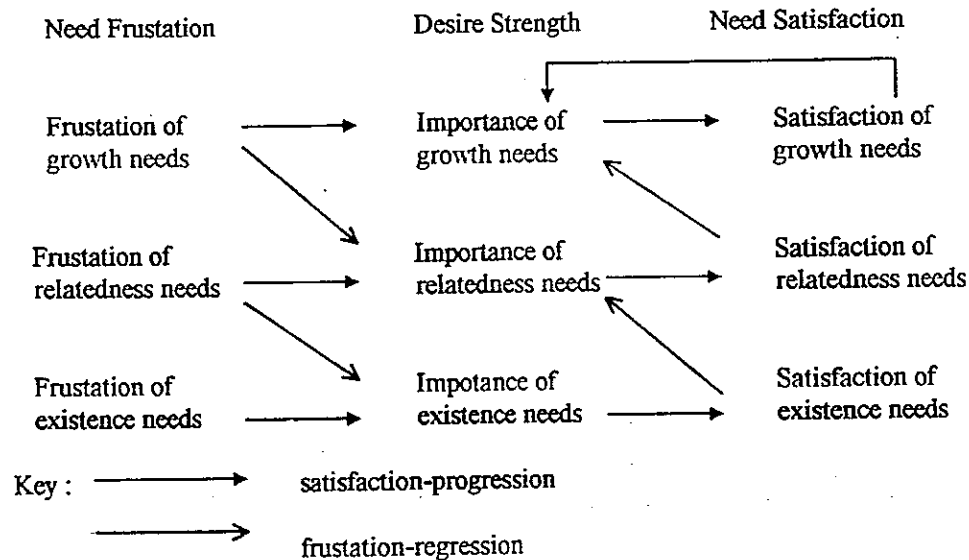 Need Frustation Desire Strength Need Satisfaction
Frustation of Importance of Satisfaction of
growth needs growth needs growth needs
Frustation of Importance of Satisfaction of
relatedness needs relatedness needs relatedness needs
Frustation of Impotance of Satisfaction of
existence needs existence needs existence needs
Key : satisfaction-progression
frustation-regression